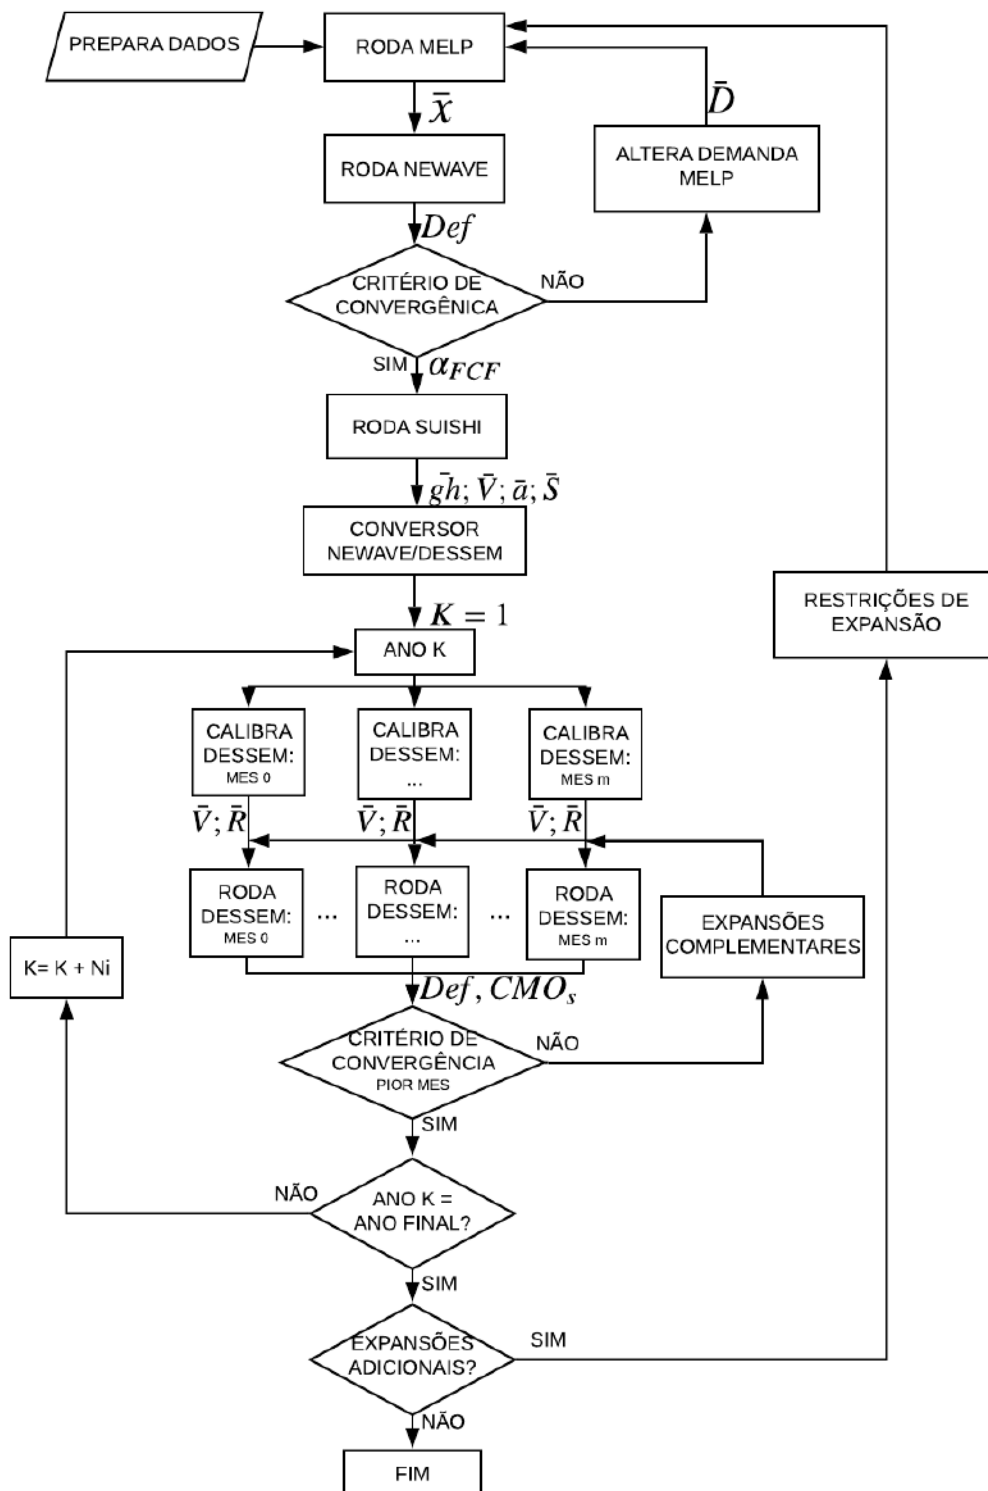 PREPARA DADOS
RODA MELP
x̄
D̄
RODA NEWAVE
ALTERA DEMANDA
MELP
Def
CRITÉRIO DE
CONVERGÊNICA
NÃO
SIM
α_FCF
RODA SUISHI
ḡh; V̄; ā; S̄
CONVERSOR
NEWAVE/DESSEM
RESTRIÇÕES DE
EXPANSÃO
K = 1
ANO K
CALIBRA
DESSEM:
MES 0
CALIBRA
DESSEM:
...
CALIBRA
DESSEM:
MES m
V̄; R̄
V̄; R̄
V̄; R̄
RODA
DESSEM:
MES 0
...
RODA
DESSEM:
...
...
RODA
DESSEM:
MES m
EXPANSÕES
COMPLEMENTARES
K= K + Ni
Def, CMO_s
CRITÉRIO DE
CONVERGÊNCIA
PIOR MES
NÃO
SIM
NÃO
ANO K =
ANO FINAL?
SIM
EXPANSÕES
ADICIONAIS?
SIM
NÃO
FIM